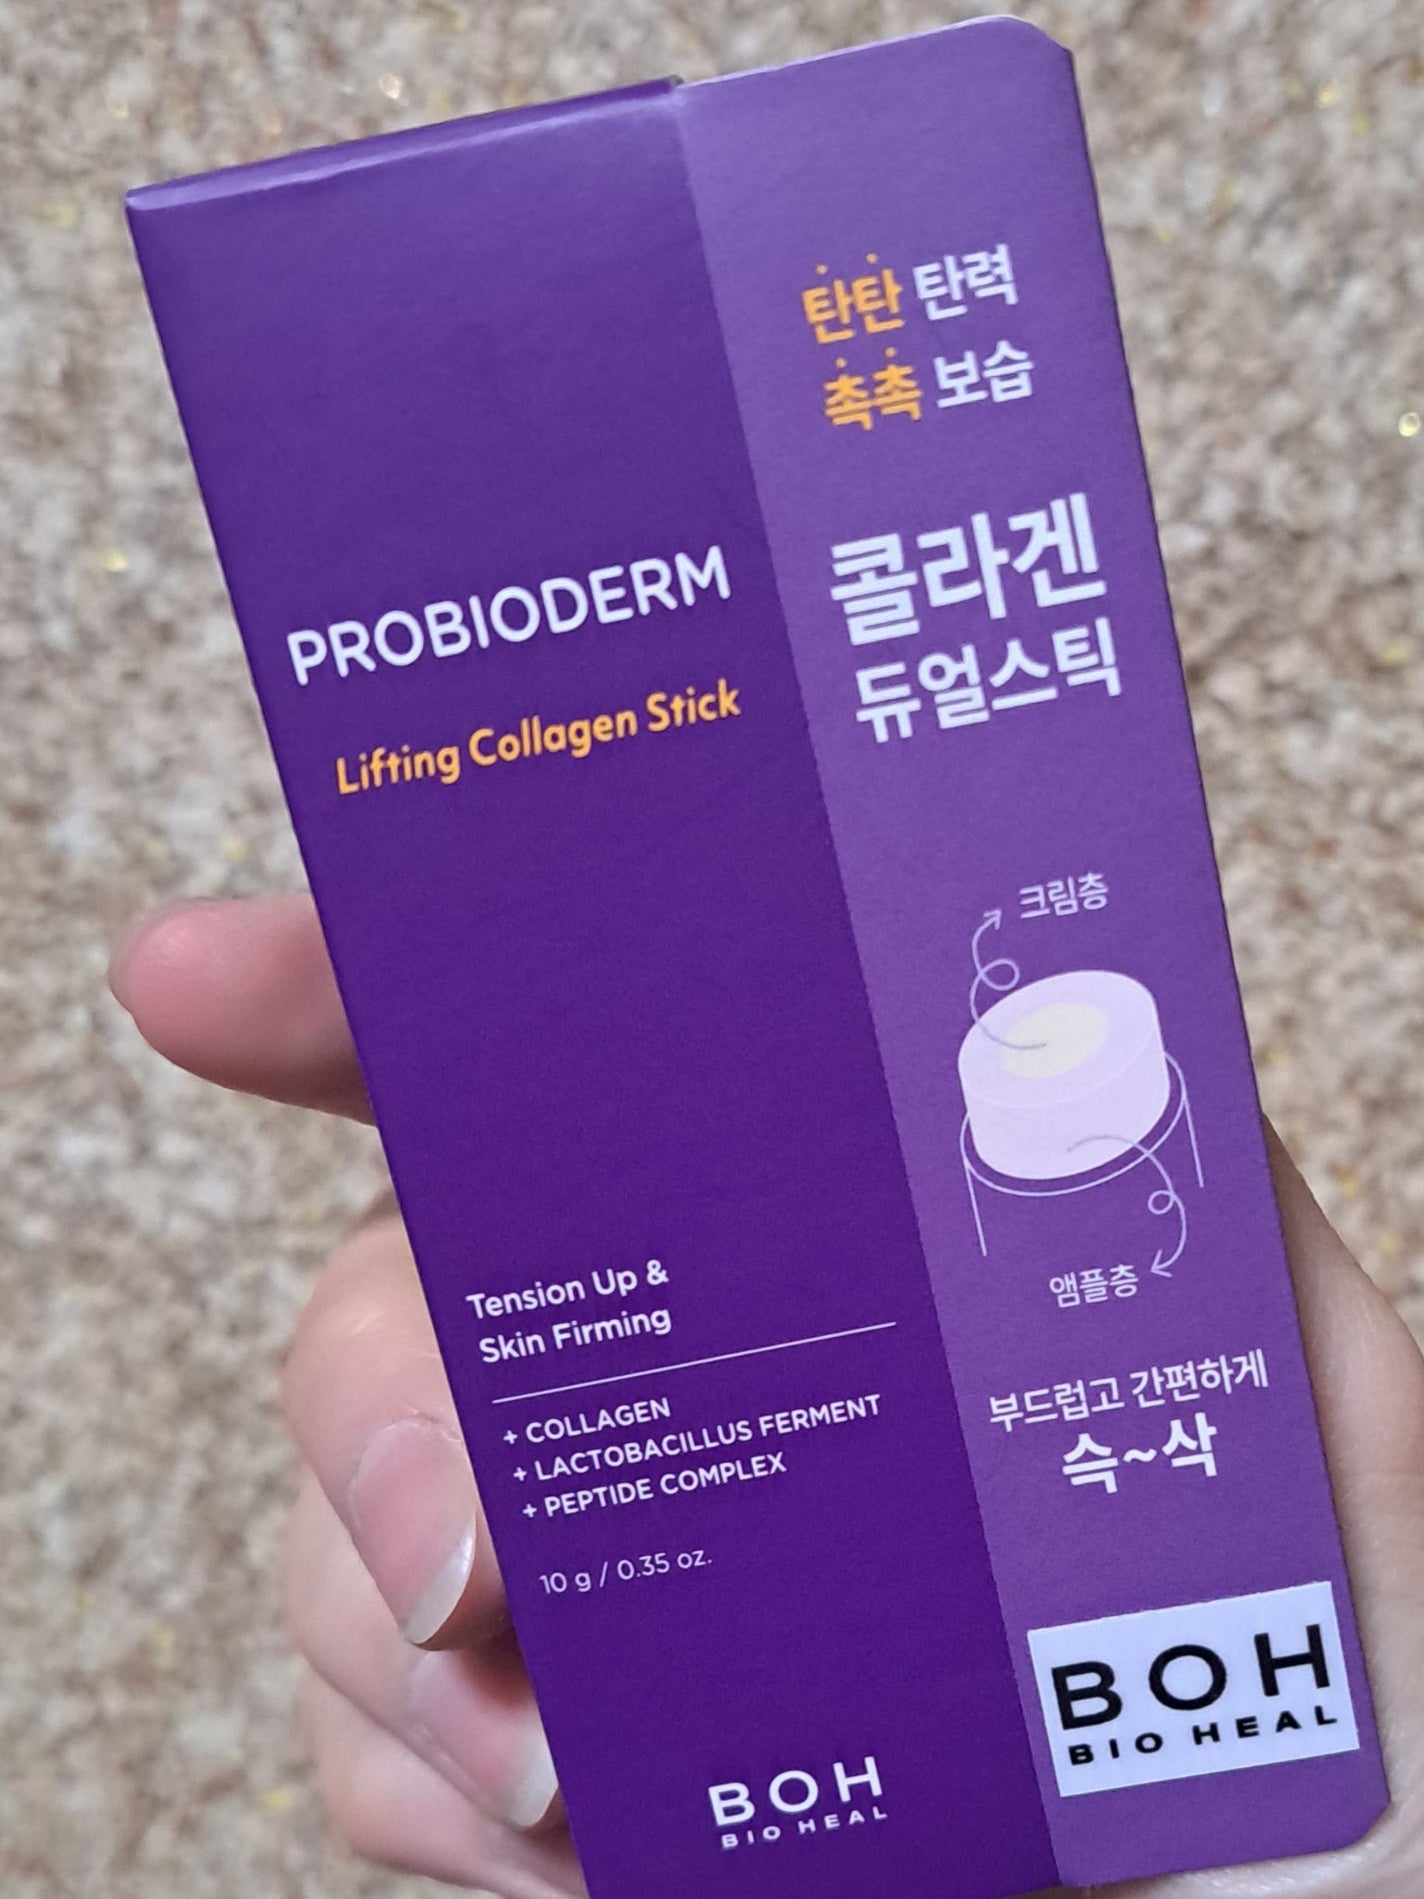 PROBIODERM
Lifting Collagen Stick
Tension Up &
Skin Firming
+ COLLAGEN
+ LACTOBACILLUS FERMENT
+ PEPTIDE COMPLEX
10 g / 0.35 oz.
BOH
BIO HEAL
탄탄 탄력
촉촉 보습
콜라겐
듀얼스틱
크림층
앰플층
부드럽고 간편하게
슥~삭
BOH
BIO HEAL